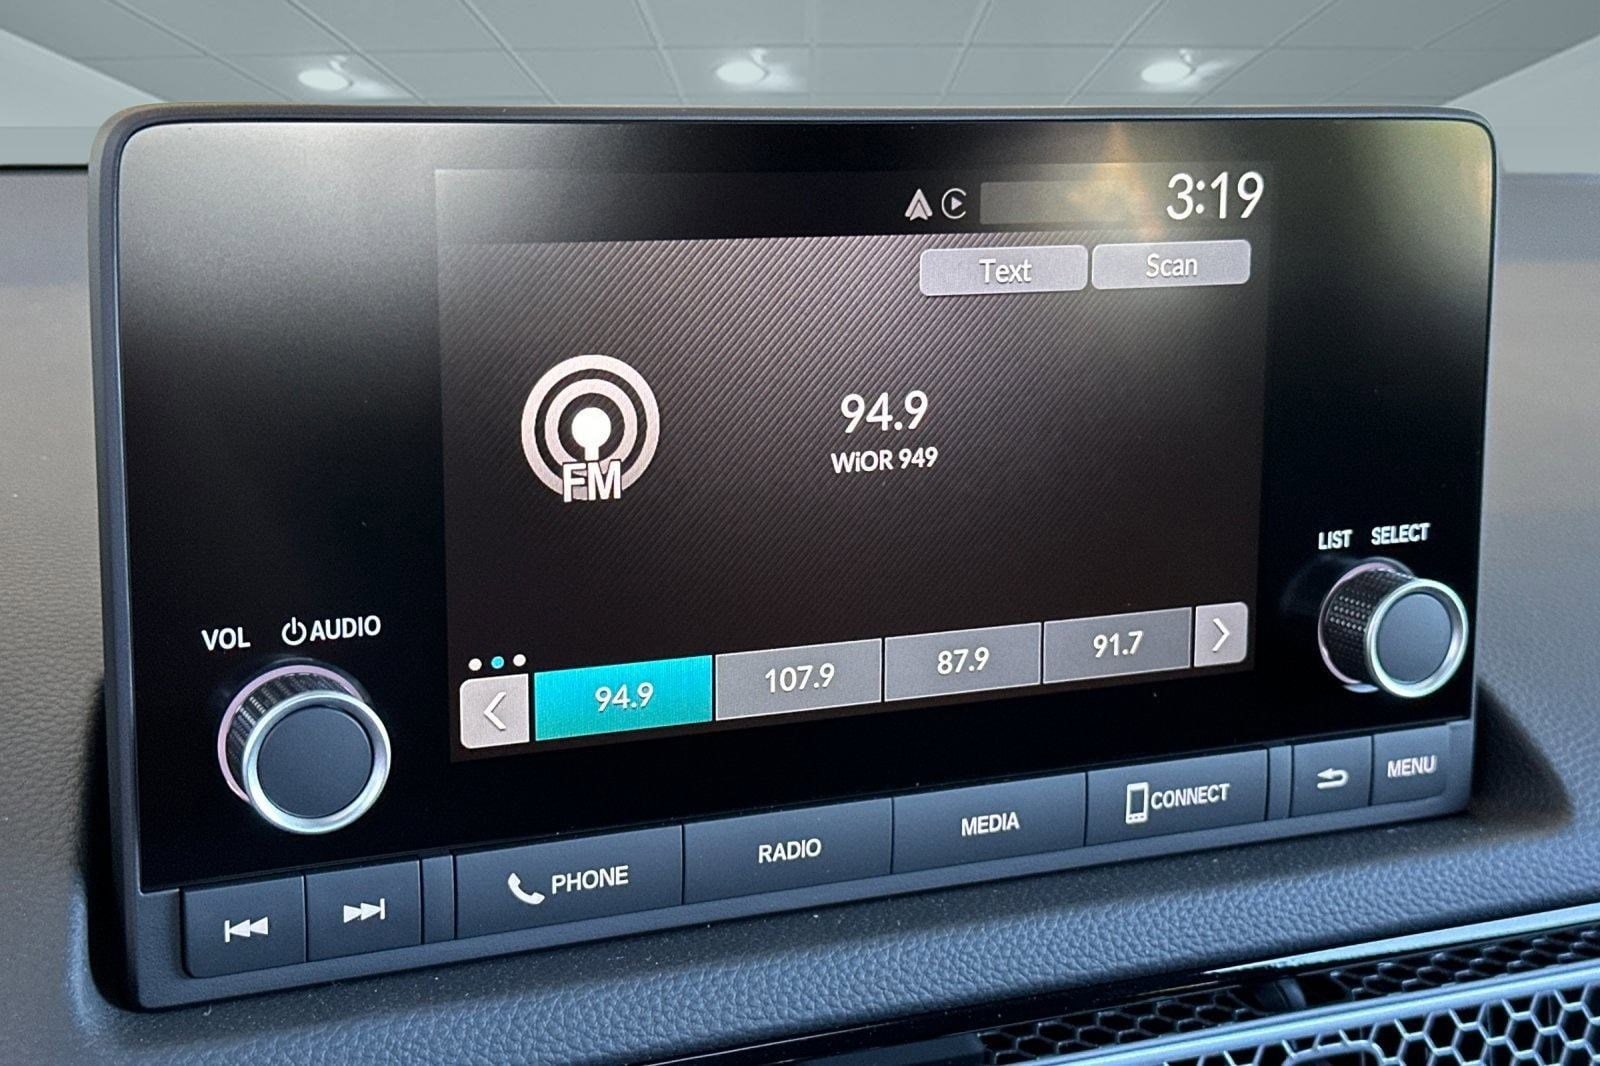 3:19
Text Scan
FM
94.9
WiOR 949
94.9 107.9 87.9 91.7
LIST SELECT
VOL AUDIO
PHONE RADIO MEDIA CONNECT MENU